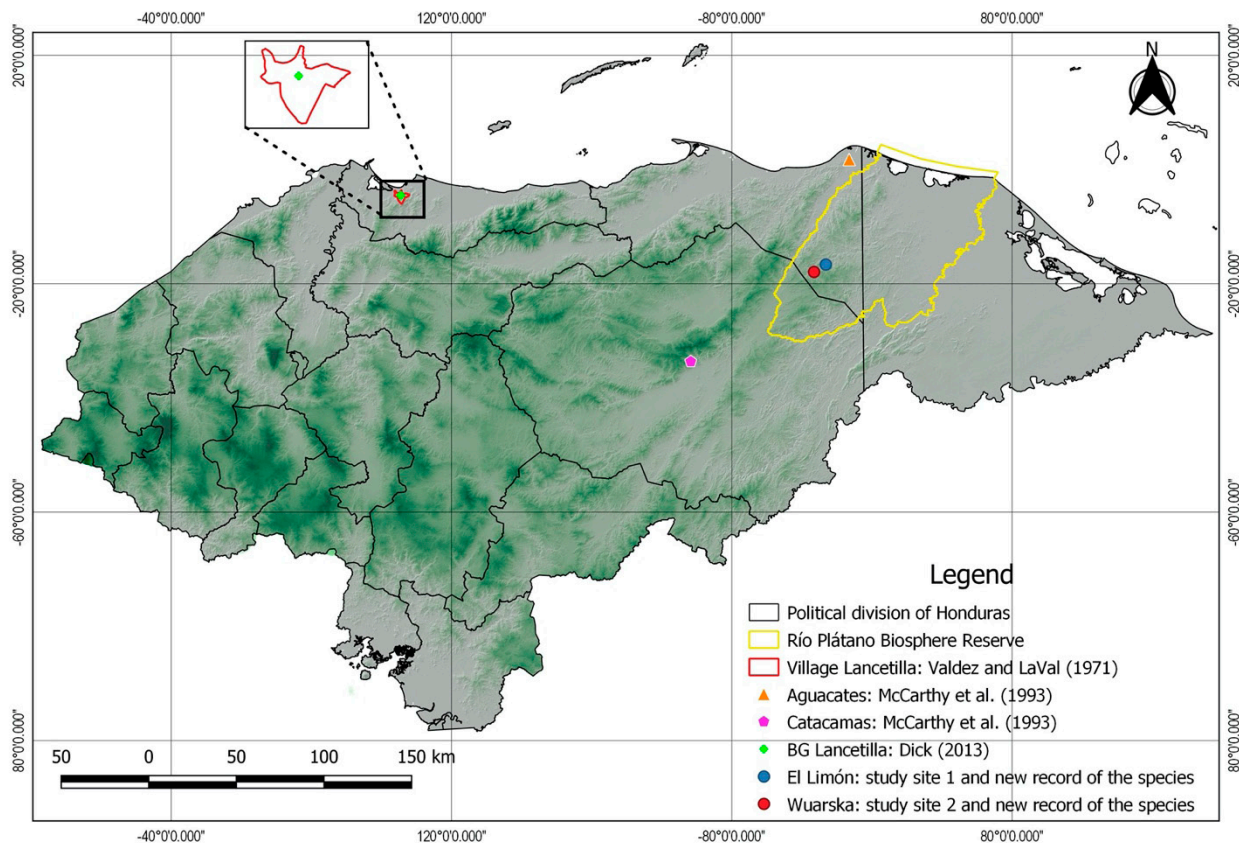 -40°0'0.000" 120°0'0.000" -80°0'0.000" 80°0'0.000"
20°0'0.000" 20°0'0.000"
N
-20°0'0.000" -20°0'0.000"
-60°0'0.000" -60°0'0.000"
80°0'0.000" 80°0'0.000"
Legend
Political division of Honduras
Río Plátano Biosphere Reserve
Village Lancetilla: Valdez and LaVal (1971)
Aguacates: McCarthy et al. (1993)
Catacamas: McCarthy et al. (1993)
BG Lancetilla: Dick (2013)
El Limón: study site 1 and new record of the species
Wuarska: study site 2 and new record of the species
50 0 50 100 150 km
-40°0'0.000" 120°0'0.000" -80°0'0.000" 80°0'0.000"